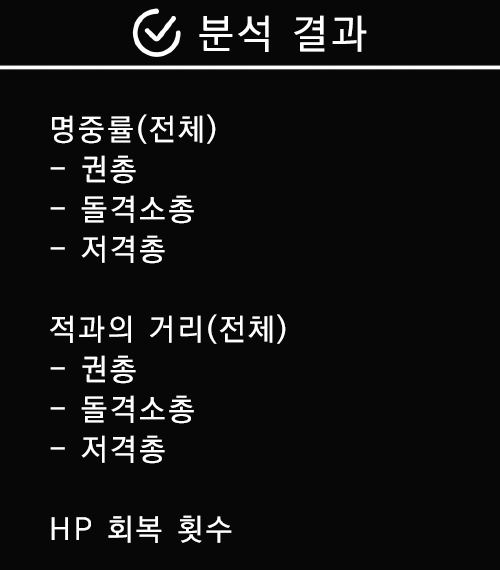 분석 결과
명중률(전체)
- 권총
- 돌격소총
- 저격총
적과의 거리(전체)
- 권총
- 돌격소총
- 저격총
HP 회복 횟수